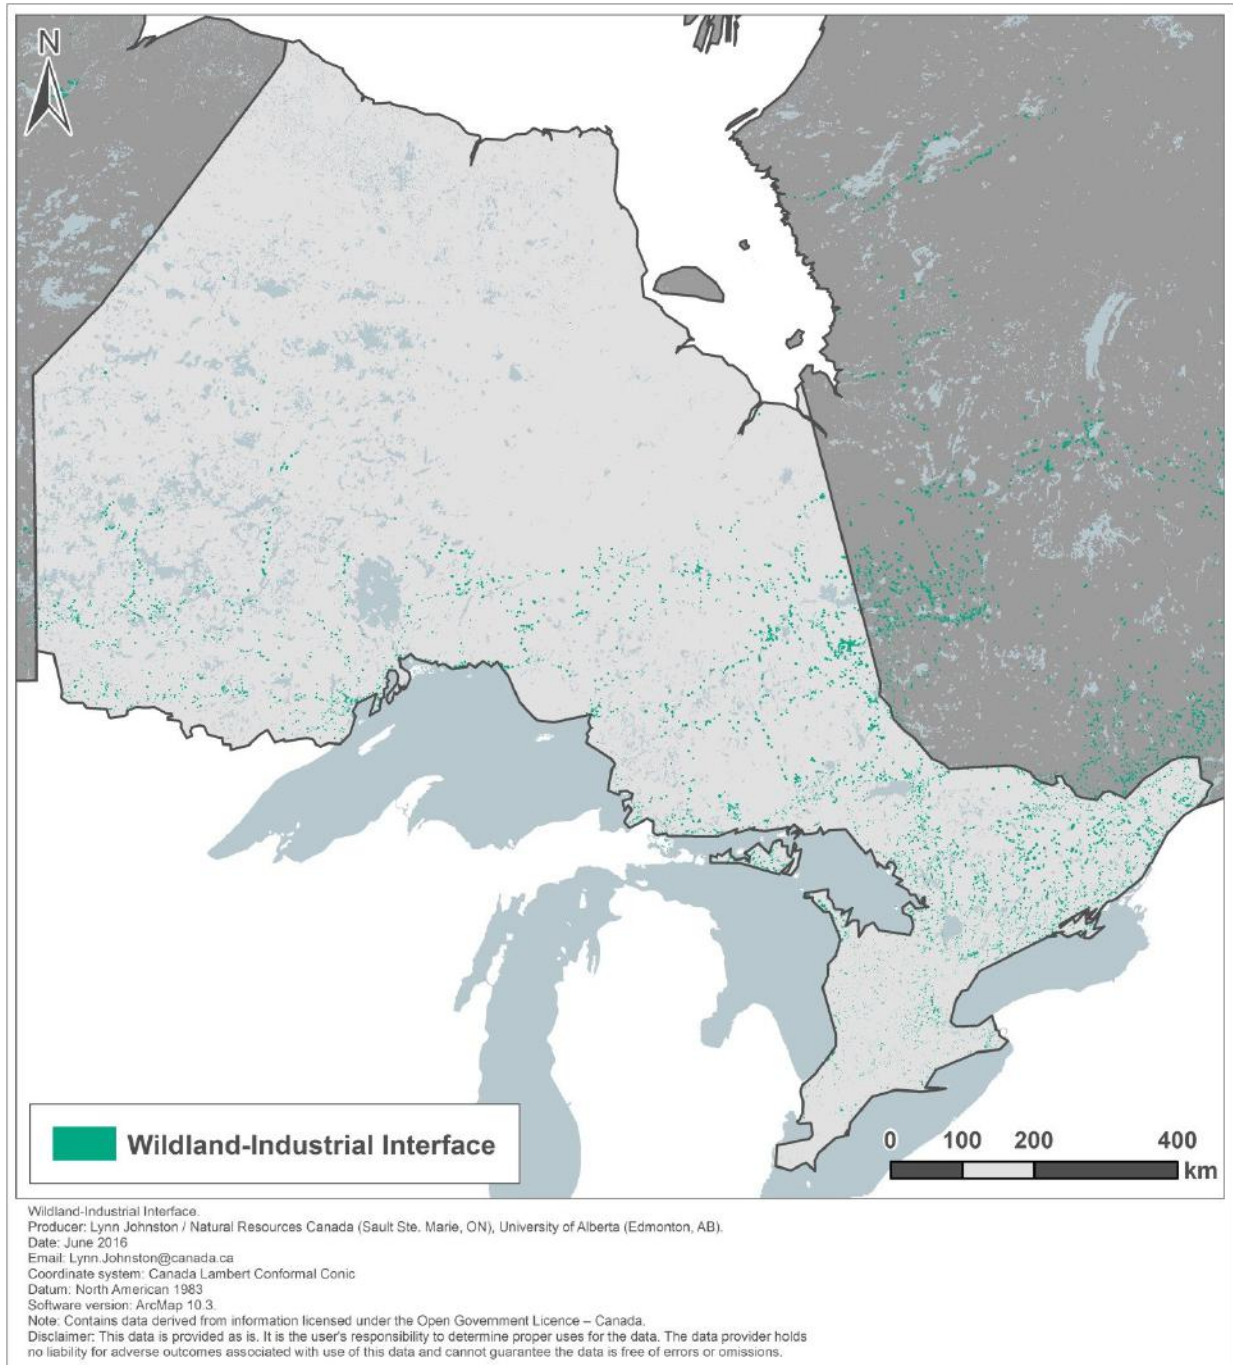 N
Wildland-Industrial Interface
0 100 200 400
km
Wildland-Industrial Interface.
Producer: Lynn Johnston / Natural Resources Canada (Sault Ste. Marie, ON), University of Alberta (Edmonton, AB).
Date: June 2016
Email: Lynn.Johnston@canada.ca
Coordinate system: Canada Lambert Conformal Conic
Datum: North American 1983
Software version: ArcMap 10.3.
Note: Contains data derived from information licensed under the Open Government Licence – Canada.
Disclaimer: This data is provided as is. It is the user's responsibility to determine proper uses for the data. The data provider holds
no liability for adverse outcomes associated with use of this data and cannot guarantee the data is free of errors or omissions.